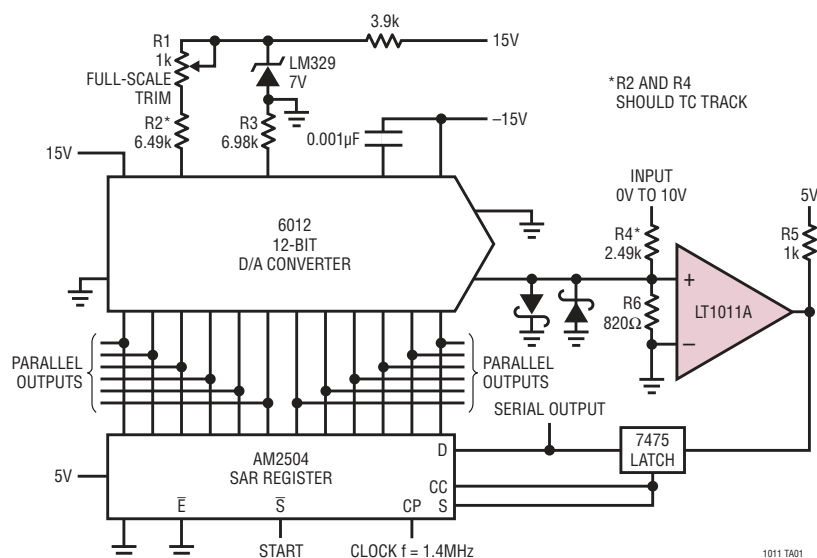 3.9k
15V
R1
1k
FULL-SCALE
TRIM
LM329
7V
*R2 AND R4
SHOULD TC TRACK
R2*
6.49k
R3
6.98k
0.001µF
–15V
15V
INPUT
0V TO 10V
5V
6012
12-BIT
D/A CONVERTER
R4*
2.49k
R5
1k
+
LT1011A
R6
820Ω
–
PARALLEL
OUTPUTS
PARALLEL
OUTPUTS
SERIAL OUTPUT
7475
LATCH
AM2504
SAR REGISTER
D
5V
CC
E̅
S̅
CP
S
START
CLOCK f = 1.4MHz
1011 TA01